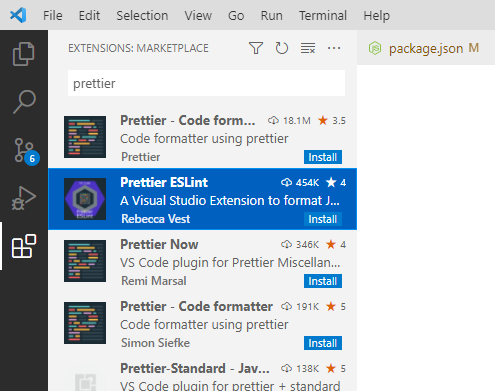 File Edit Selection View Go Run Terminal Help
EXTENSIONS: MARKETPLACE
package.json M
prettier
Prettier - Code form... 18.1M 3.5
Code formatter using prettier
Prettier Install
6
Prettier ESLint 454K 4
A Visual Studio Extension to format J...
Rebecca Vest Install
Prettier Now 346K 4
VS Code plugin for Prettier Miscellan...
Remi Marsal Install
Prettier - Code formatter 191K 5
Code formatter using prettier
Simon Siefke Install
Prettier-Standard - Jav... 138K 5
VS Code plugin for prettier + standard